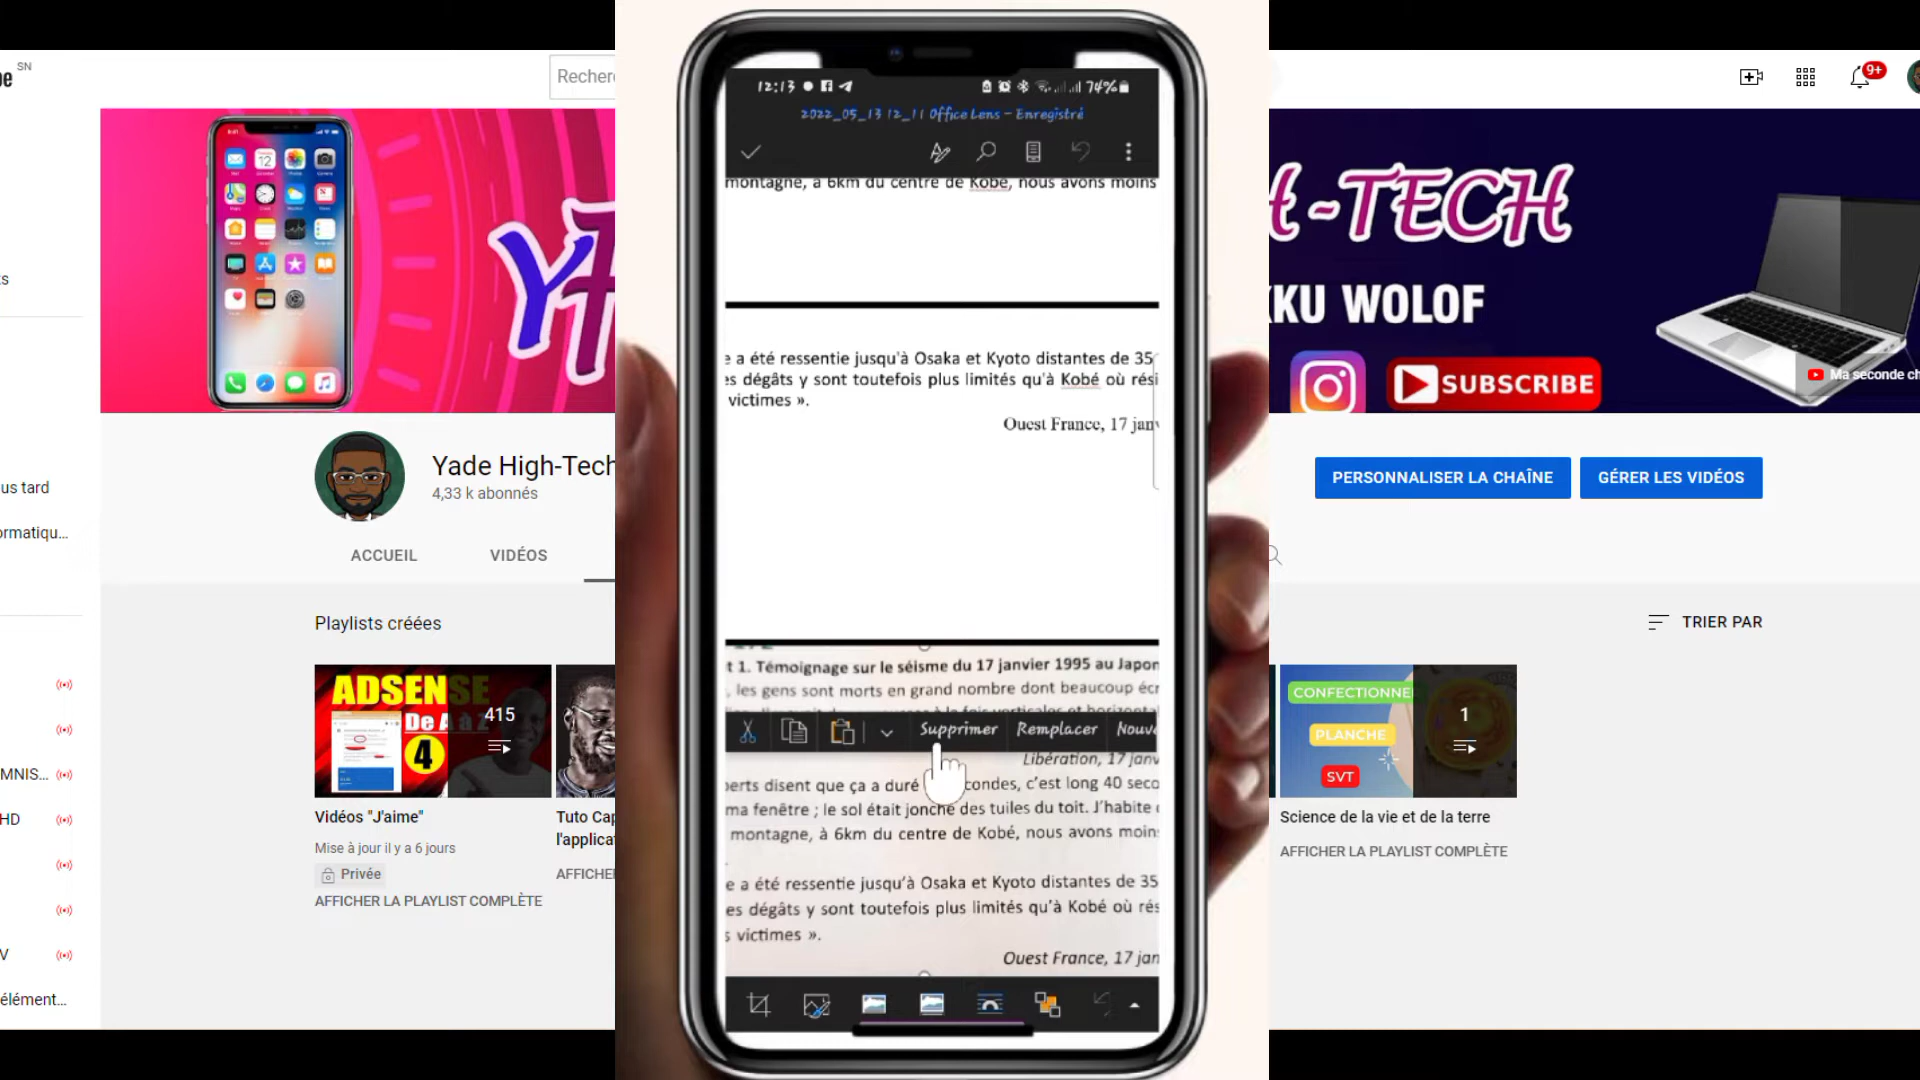 SN
9+
H-TECH
KKU WOLOF
SUBSCRIBE
Ma seconde ch
Yade High-Tech
4,33 k abonnés
PERSONNALISER LA CHAÎNE
GÉRER LES VIDÉOS
ACCUEIL
VIDÉOS
us tard
ormatiqu...
MNIS...
HD
V
élément...
Playlists créées
TRIER PAR
ADSENSE
De A à Z
4
415
Vidéos "J'aime"
Mise à jour il y a 6 jours
Privée
AFFICHER LA PLAYLIST COMPLÈTE
Tuto Cap
l'applicat
AFFICHE
CONFECTIONNE
PLANCHE
SVT
1
Science de la vie et de la terre
AFFICHER LA PLAYLIST COMPLÈTE
12:13
74%
2022_05_13 12_11 Office Lens - Enregistré
montagne, à 6km du centre de Kobé, nous avons moins
e a été ressentie jusqu'à Osaka et Kyoto distantes de 35
es dégâts y sont toutefois plus limités qu'à Kobé où rési
victimes ».
Ouest France, 17 janv
t 1. Témoignage sur le séisme du 17 janvier 1995 au Japon
, les gens sont morts en grand nombre dont beaucoup écr
Supprimer
Remplacer
Nouve
Libération, 17 janv
perts disent que ça a duré condes, c'est long 40 seco
ma fenêtre ; le sol était jonché des tuiles du toit. J'habite
montagne, à 6km du centre de Kobé, nous avons moin
e a été ressentie jusqu'à Osaka et Kyoto distantes de 35
es dégâts y sont toutefois plus limités qu'à Kobé où rés
s victimes ».
Ouest France, 17 jan